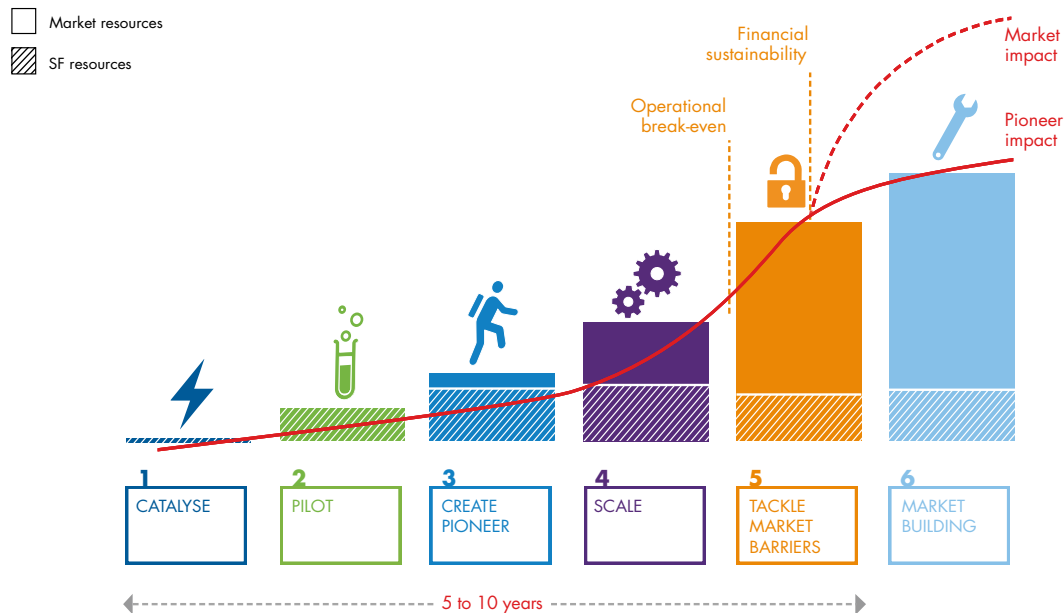 Market resources
SF resources
Financial
sustainability
Operational
break-even
Market
impact
Pioneer
impact
1
CATALYSE
2
PILOT
3
CREATE
PIONEER
4
SCALE
5
TACKLE
MARKET
BARRIERS
6
MARKET
BUILDING
5 to 10 years